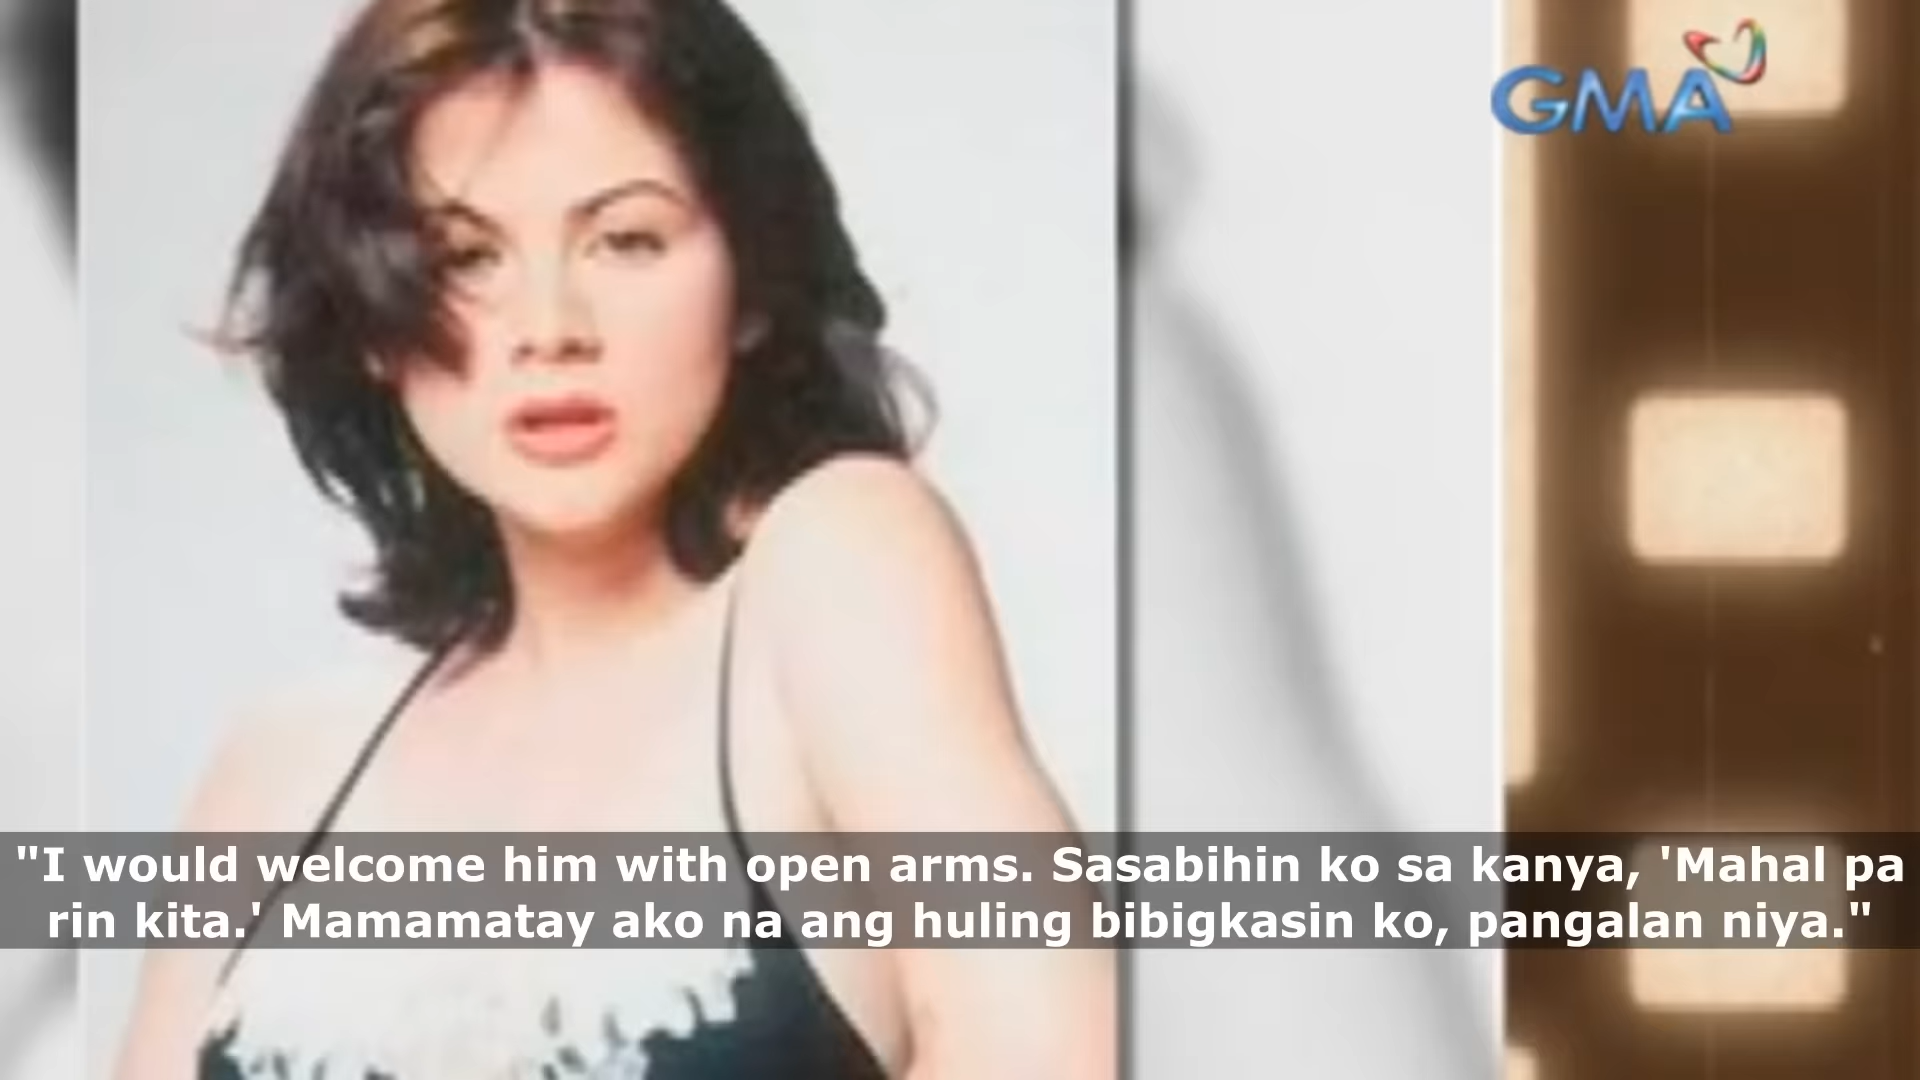 GMA
"I would welcome him with open arms. Sasabihin ko sa kanya, 'Mahal pa
rin kita.' Mamamatay ako na ang huling bibigkasin ko, pangalan niya."